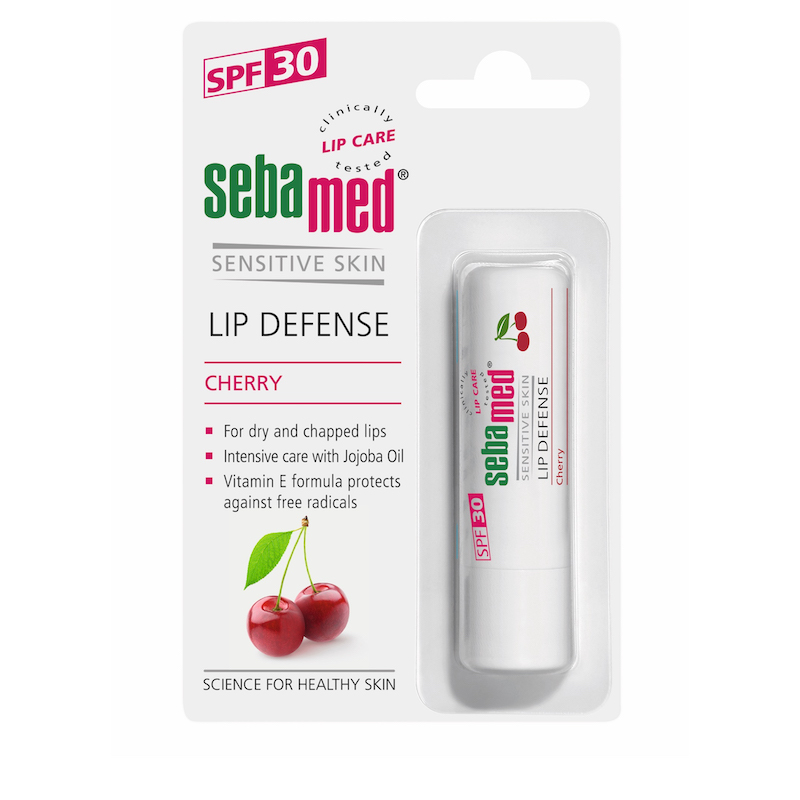 SPF 30
clinically
LIP CARE
tested
sebamed®
SENSITIVE SKIN
LIP DEFENSE
CHERRY
For dry and chapped lips
Intensive care with Jojoba Oil
Vitamin E formula protects
against free radicals
SCIENCE FOR HEALTHY SKIN
SPF 30
clinically
LIP CARE
tested
sebamed®
SENSITIVE SKIN
LIP DEFENSE
Cherry